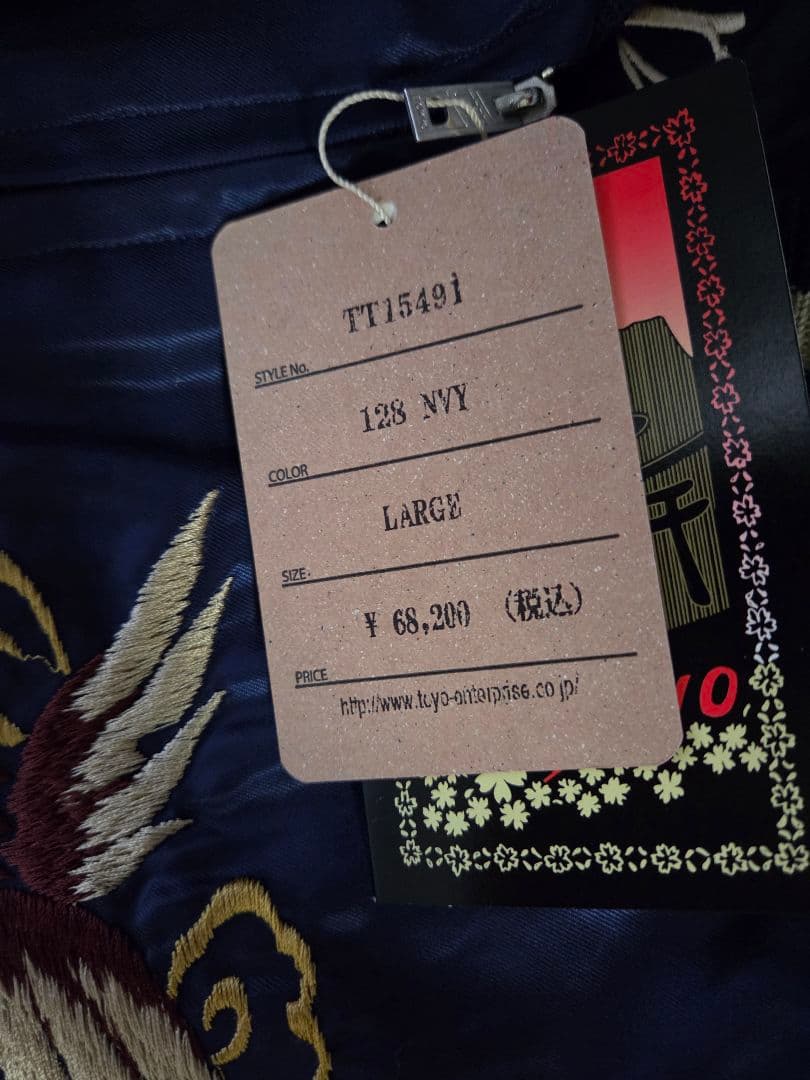 TT15491
STYLE No.
128 NVY
COLOR
LARGE
SIZE
¥ 68,200 (税込)
PRICE
http://www.toyo-enterprise.co.jp/